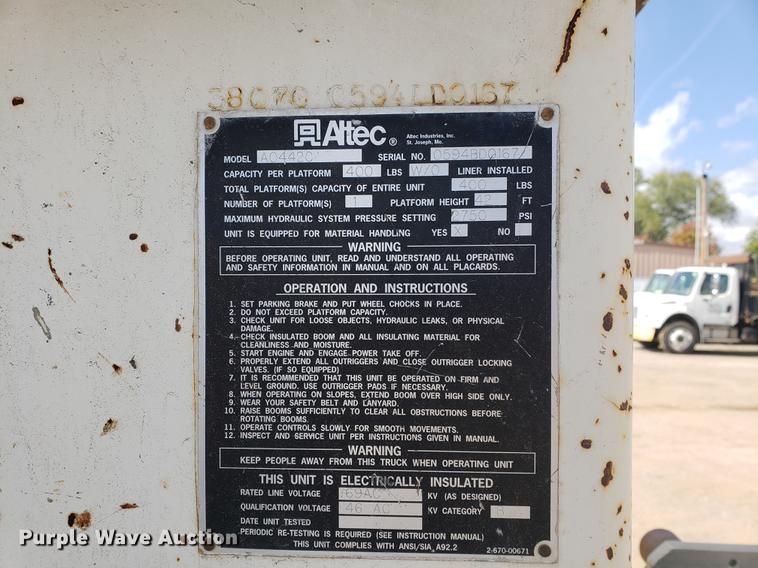 Altec ®
Altec Industries, Inc.
St. Joseph, Mo.
MODEL SERIAL NO. 0594BD0167
CAPACITY PER PLATFORM 400 LBS W/O LINER INSTALLED
TOTAL PLATFORM(S) CAPACITY OF ENTIRE UNIT 400 LBS
NUMBER OF PLATFORM(S) 1 PLATFORM HEIGHT 42 FT
MAXIMUM HYDRAULIC SYSTEM PRESSURE SETTING 2750 PSI
UNIT IS EQUIPPED FOR MATERIAL HANDLING YES X NO
WARNING
BEFORE OPERATING UNIT, READ AND UNDERSTAND ALL OPERATING
AND SAFETY INFORMATION IN MANUAL AND ON ALL PLACARDS.
OPERATION AND INSTRUCTIONS
1. SET PARKING BRAKE AND PUT WHEEL CHOCKS IN PLACE.
2. DO NOT EXCEED PLATFORM CAPACITY.
3. CHECK UNIT FOR LOOSE OBJECTS, HYDRAULIC LEAKS, OR PHYSICAL
DAMAGE.
4. CHECK INSULATED BOOM AND ALL INSULATING MATERIAL FOR
CLEANLINESS AND MOISTURE.
5. START ENGINE AND ENGAGE POWER TAKE OFF.
6. PROPERLY EXTEND ALL OUTRIGGERS AND CLOSE OUTRIGGER LOCKING
VALVES. (IF SO EQUIPPED)
7. IT IS RECOMMENDED THAT THIS UNIT BE OPERATED ON FIRM AND
LEVEL GROUND. USE OUTRIGGER PADS IF NECESSARY.
8. WHEN OPERATING ON SLOPES, EXTEND BOOM OVER HIGH SIDE ONLY.
9. WEAR YOUR SAFETY BELT AND LANYARD.
10. RAISE BOOMS SUFFICIENTLY TO CLEAR ALL OBSTRUCTIONS BEFORE
ROTATING BOOMS.
11. OPERATE CONTROLS SLOWLY FOR SMOOTH MOVEMENTS.
12. INSPECT AND SERVICE UNIT PER INSTRUCTIONS GIVEN IN MANUAL.
WARNING
KEEP PEOPLE AWAY FROM THIS TRUCK WHEN OPERATING UNIT
THIS UNIT IS ELECTRICALLY INSULATED
RATED LINE VOLTAGE 69AC KV (AS DESIGNED)
QUALIFICATION VOLTAGE 46 AC KV CATEGORY B
DATE UNIT TESTED
PERIODIC RE-TESTING IS REQUIRED (SEE INSTRUCTION MANUAL)
THIS UNIT COMPLIES WITH ANSI/SIA A92.2 2-670-00671
Purple Wave Auction